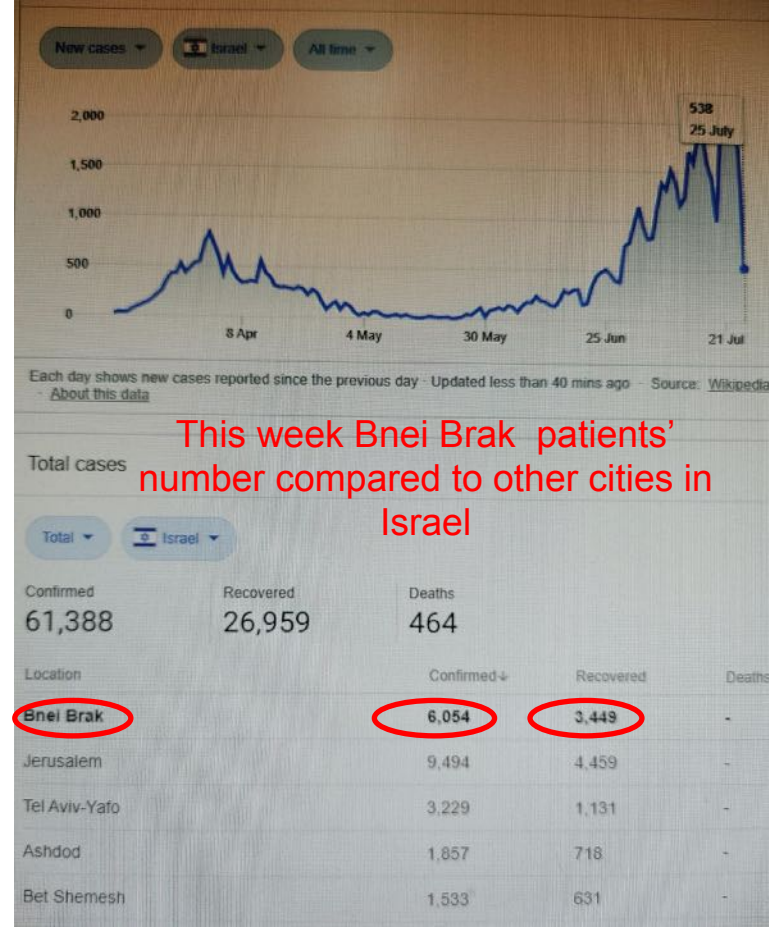 New cases
Israel
All time
538
25 July
2,000
1,500
1,000
500
0
8 Apr 4 May 30 May 25 Jun 21 Jul
Each day shows new cases reported since the previous day · Updated less than 40 mins ago · Source: Wikipedia
· About this data
This week Bnei Brak patients’
number compared to other cities in
Israel
Total cases
Total
Israel
Confirmed Recovered Deaths
61,388 26,959 464
Location Confirmed↓ Recovered Deaths
Bnei Brak 6,054 3,449 -
Jerusalem 9,494 4,459 -
Tel Aviv-Yafo 3,229 1,131 -
Ashdod 1,857 718 -
Bet Shemesh 1,533 631 -